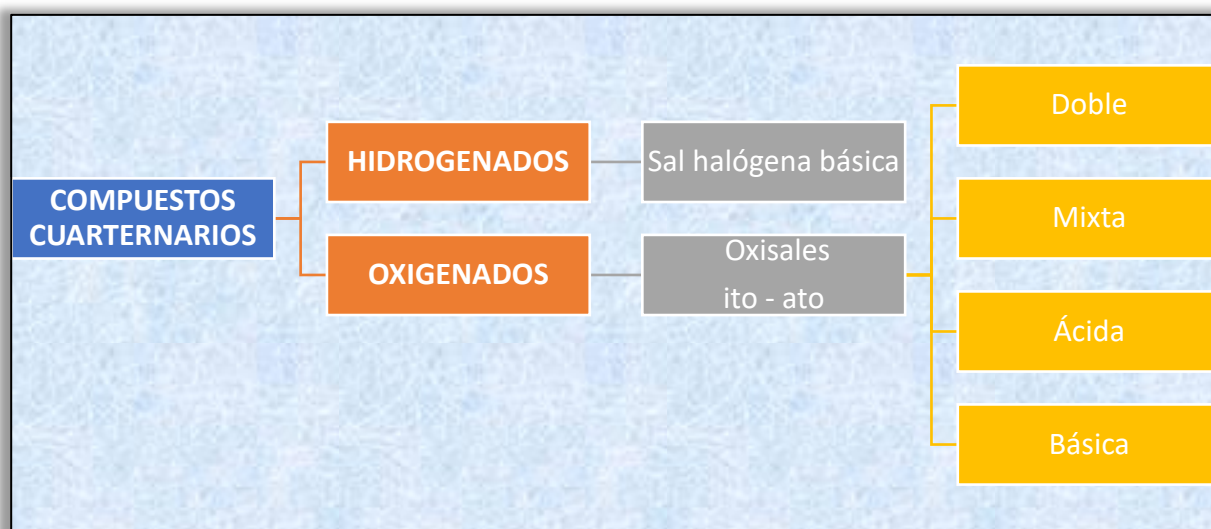 COMPUESTOS
CUARTERNARIOS
HIDROGENADOS
Sal halógena básica
OXIGENADOS
Oxisales
ito - ato
Doble
Mixta
Ácida
Básica